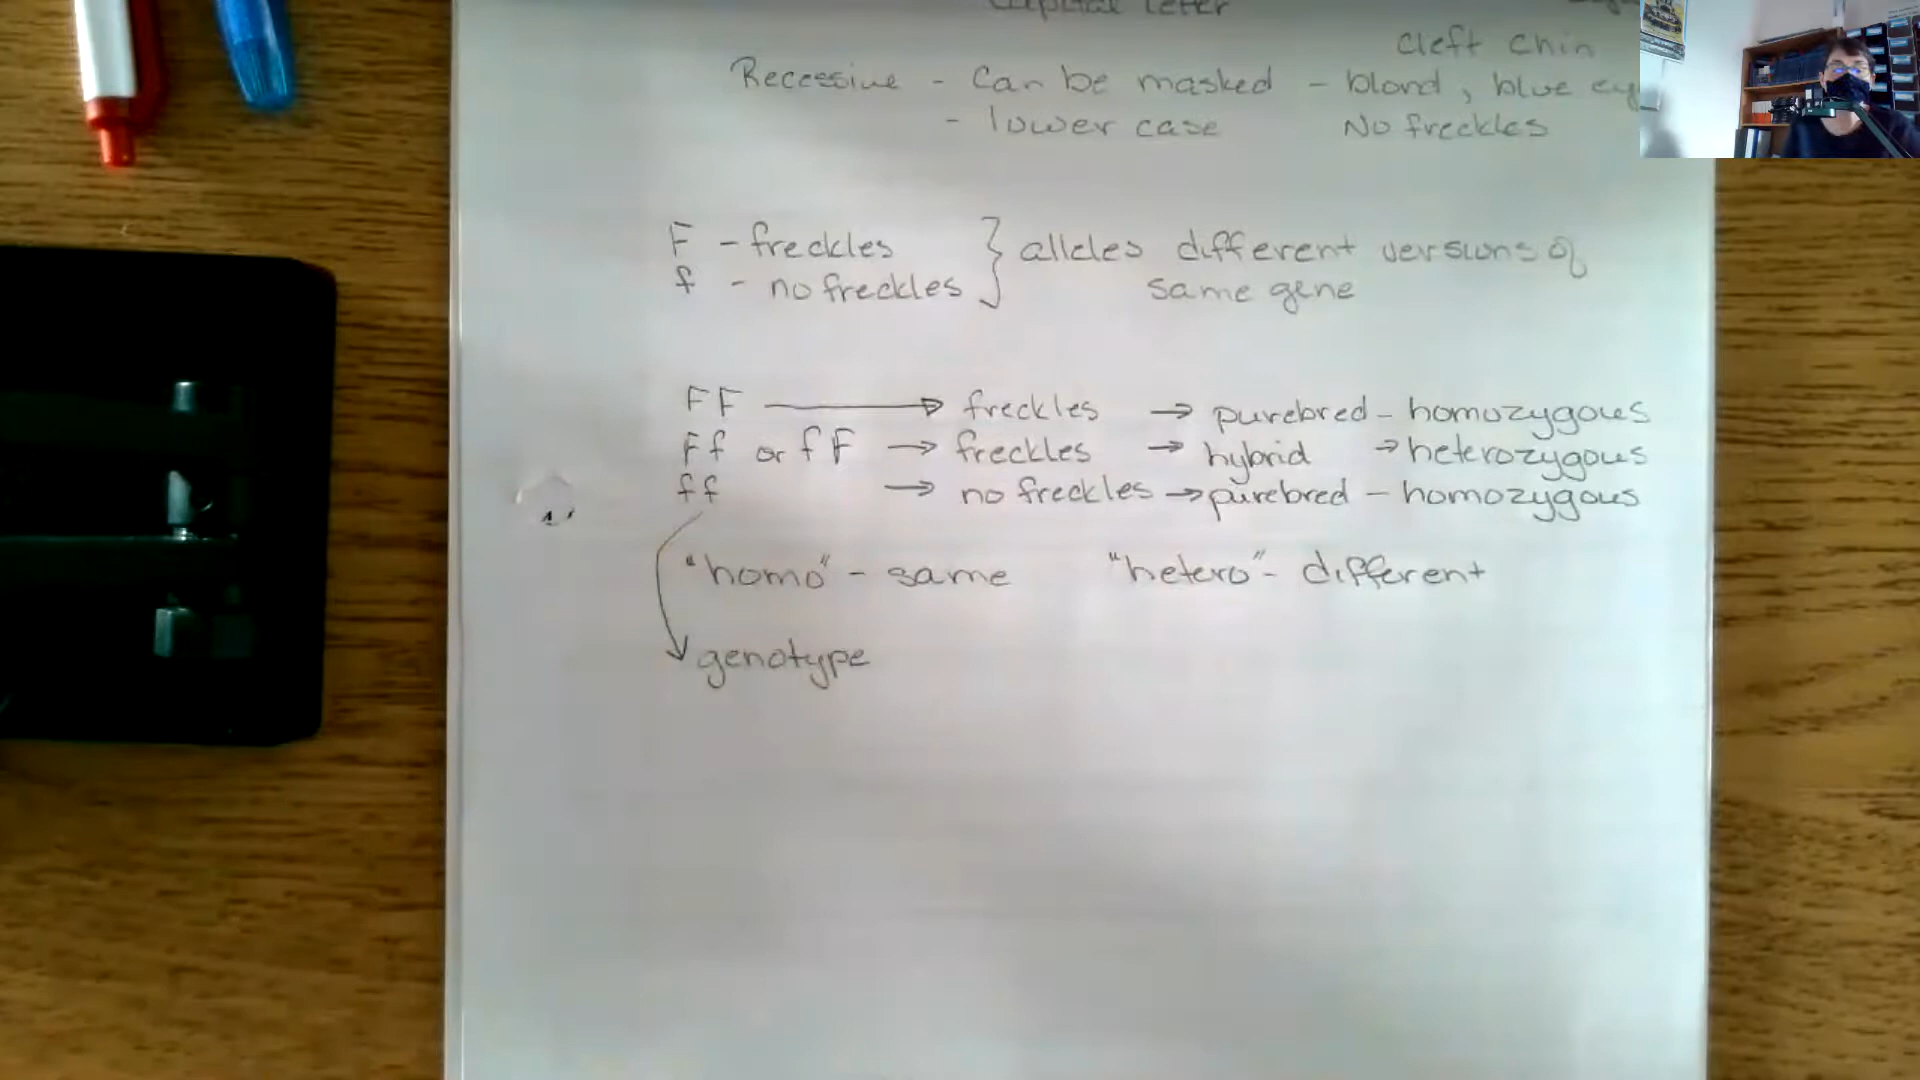 Capital letter
cleft chin
Recessive - can be masked - blond, blue
- lower case No freckles
F - freckles } alleles different versions of
f - no freckles } same gene
FF → freckles → purebred - homozygous
Ff or fF → freckles → hybrid → heterozygous
ff → no freckles → purebred - homozygous
"homo" - same "hetero" - different
genotype